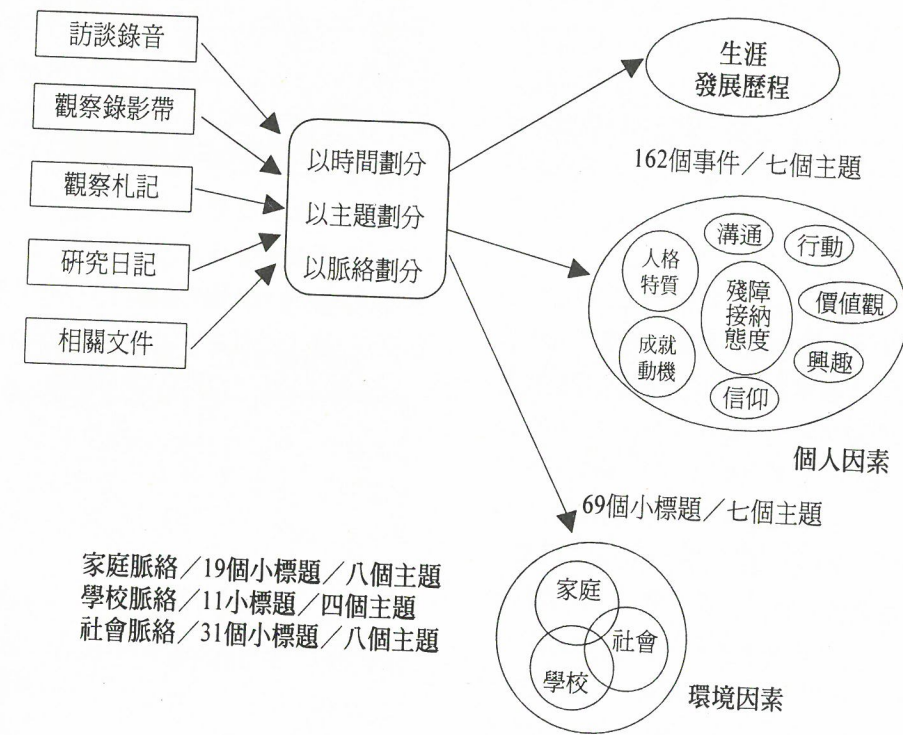 訪談錄音
觀察錄影帶
觀察札記
研究日記
相關文件
以時間劃分
以主題劃分
以脈絡劃分
生涯
發展歷程
162個事件／七個主題
人格
特質
溝通
行動
殘障
接納
態度
價值觀
成就
動機
興趣
信仰
個人因素
69個小標題／七個主題
家庭脈絡／19個小標題／八個主題
學校脈絡／11小標題／四個主題
社會脈絡／31個小標題／八個主題
家庭
社會
學校
環境因素